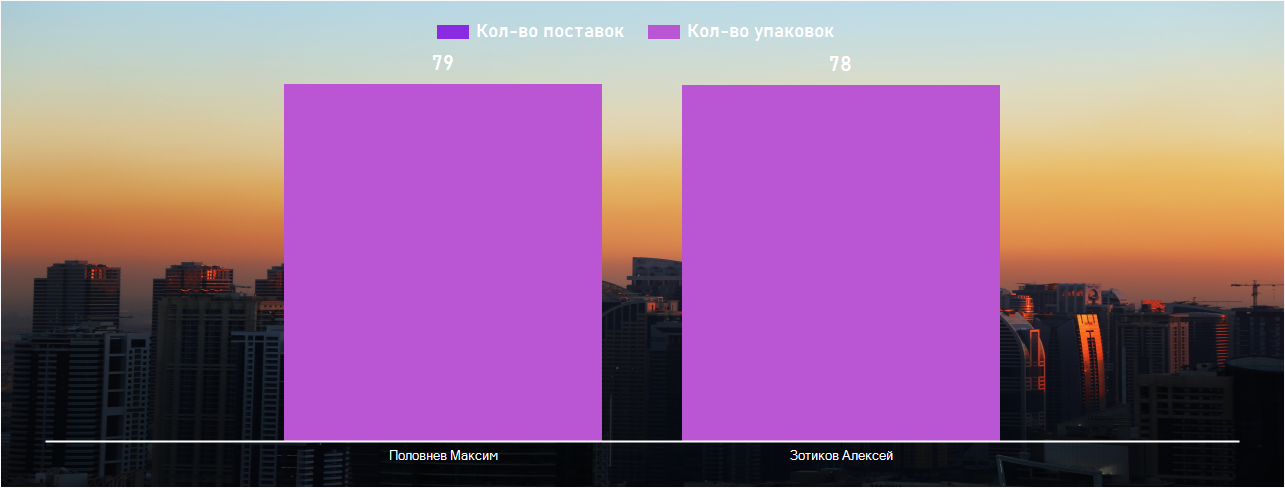 Кол-во поставок Кол-во упаковок
79 78
Половнев Максим Зотиков Алексей